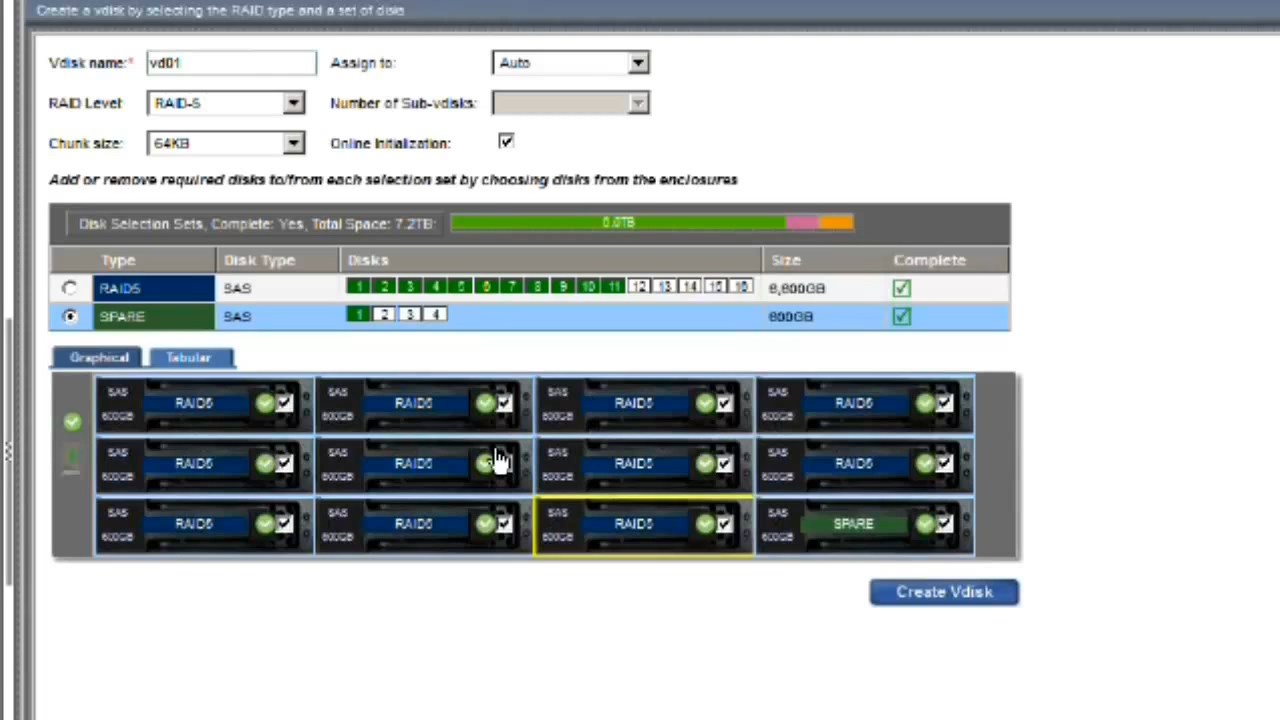 Create a vdisk by selecting the RAID type and a set of disks
Vdisk name:* vd01 Assign to: Auto
RAID Level: RAID-5 Number of Sub-vdisks:
Chunk size: 64KB Online Initialization:
Add or remove required disks to/from each selection set by choosing disks from the enclosures
Disk Selection Sets, Complete: Yes, Total Space: 7.2TB: 6.0TB
Type Disk Type Disks Size Complete
RAID5 SAS 1 2 3 4 5 6 7 8 9 10 11 12 13 14 15 16 6,600GB
SPARE SAS 1 2 3 4 600GB
Graphical Tabular
SAS RAID5 SAS RAID5 SAS RAID5 SAS RAID5
600GB 600GB 600GB 600GB
SAS RAID5 SAS RAID5 SAS RAID5 SAS RAID5
600GB 600GB 600GB 600GB
SAS RAID5 SAS RAID5 SAS RAID5 SAS SPARE
600GB 600GB 600GB 600GB
Create Vdisk